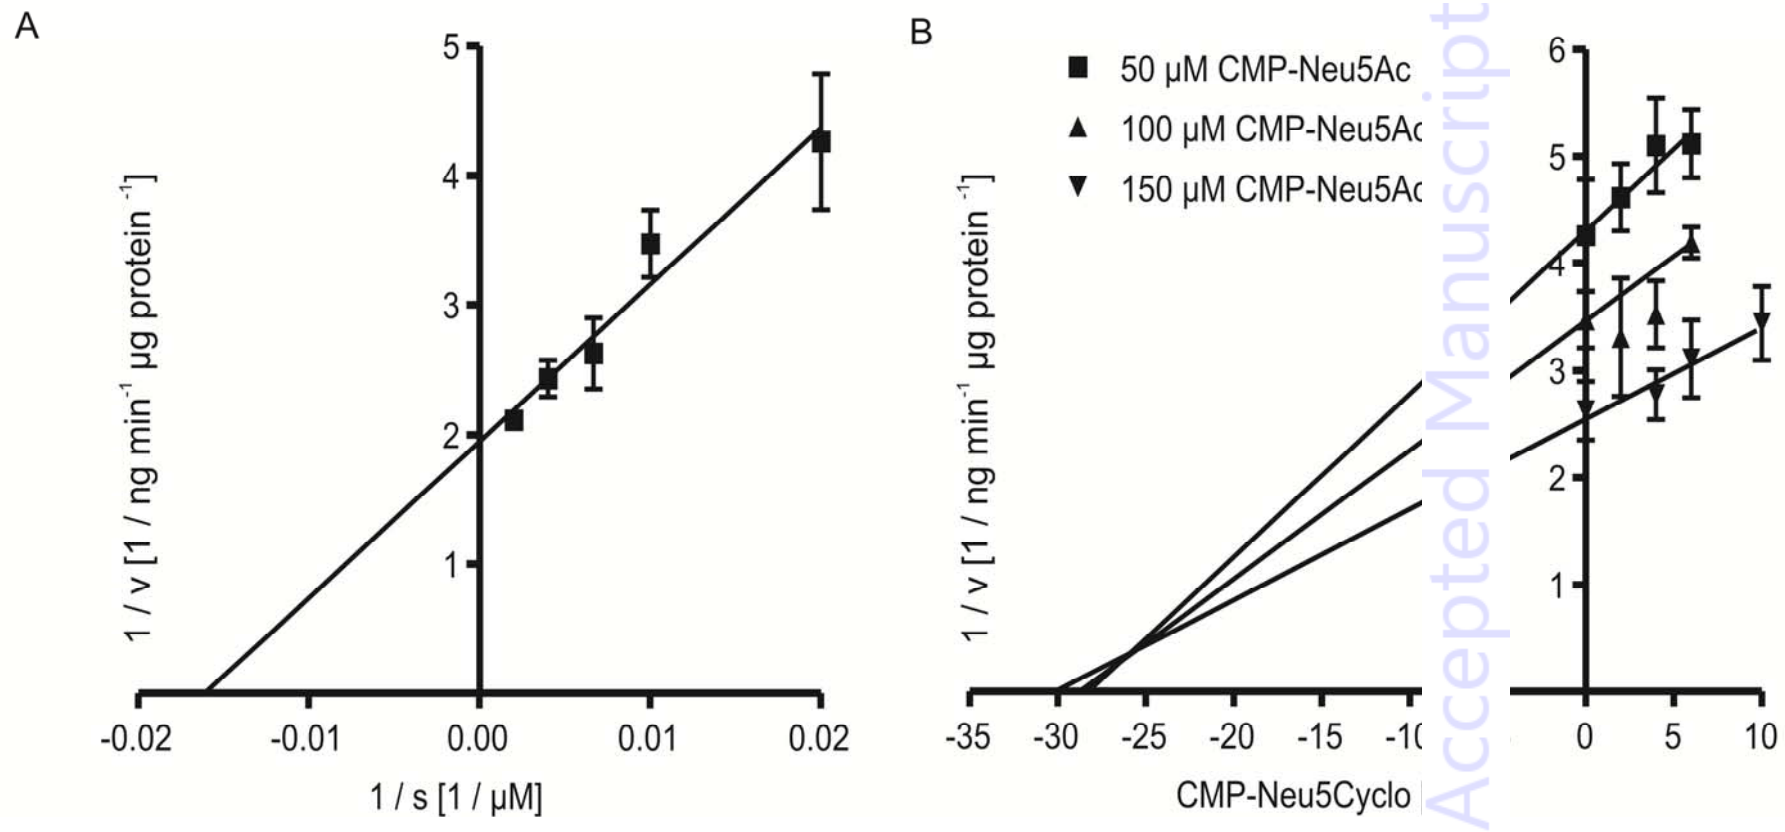 A
5
4
3
2
1
1 / v [1 / ng min⁻¹ µg protein ⁻¹]
-0.02
-0.01
0.00
0.01
0.02
1 / s [1 / µM]
B
50 µM CMP-Neu5Ac
100 µM CMP-Neu5Ac
150 µM CMP-Neu5Ac
6
5
4
3
2
1
1 / v [1 / ng min⁻¹ µg protein ⁻¹]
-35
-30
-25
-20
-15
-10
0
5
10
CMP-Neu5Cyclo
Accepted Manuscript